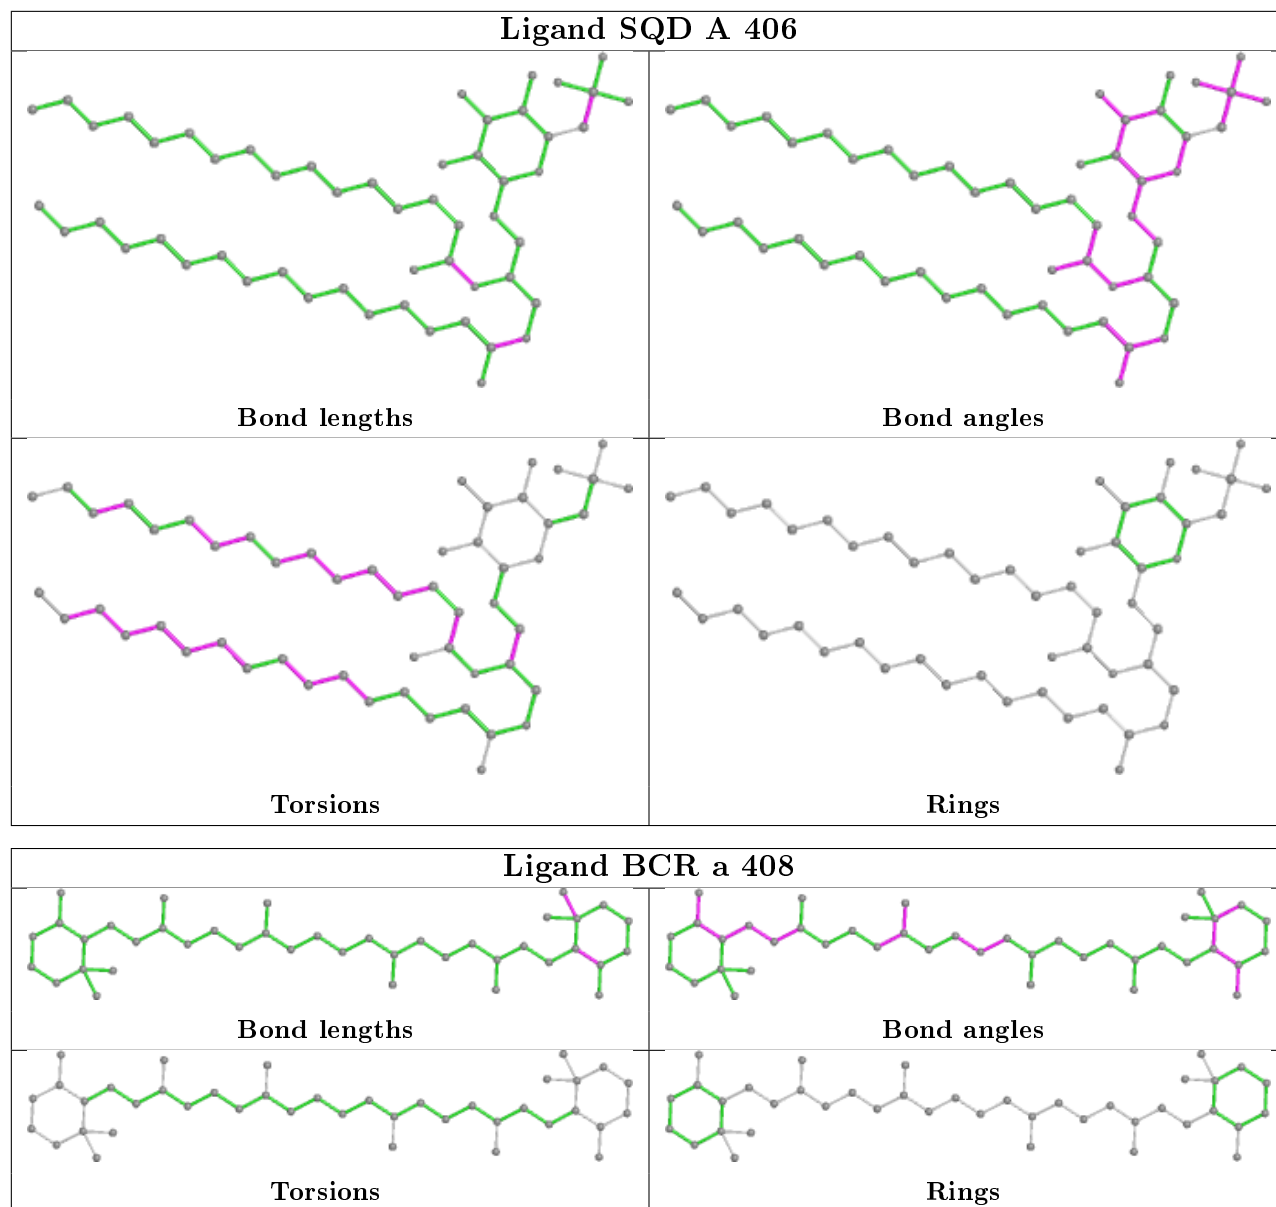 Ligand SQD A 406
Bond lengths
Bond angles
Torsions
Rings
Ligand BCR a 408
Bond lengths
Bond angles
Torsions
Rings